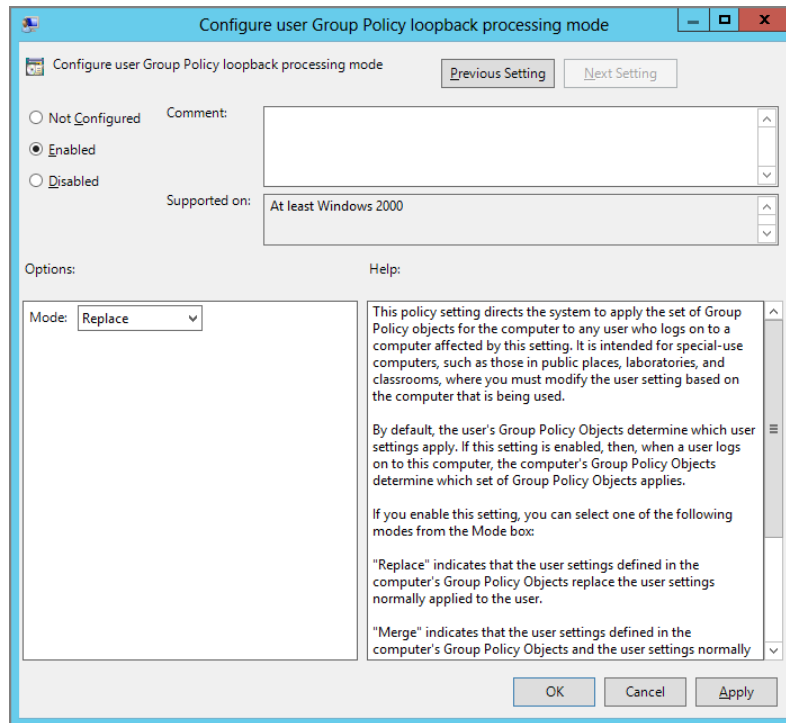 Configure user Group Policy loopback processing mode
Configure user Group Policy loopback processing mode
Previous Setting
Next Setting
Not Configured
Comment:
Enabled
Disabled
Supported on:
At least Windows 2000
Options:
Help:
Mode:
Replace
This policy setting directs the system to apply the set of Group
Policy objects for the computer to any user who logs on to a
computer affected by this setting. It is intended for special-use
computers, such as those in public places, laboratories, and
classrooms, where you must modify the user setting based on
the computer that is being used.
By default, the user's Group Policy Objects determine which user
settings apply. If this setting is enabled, then, when a user logs
on to this computer, the computer's Group Policy Objects
determine which set of Group Policy Objects applies.
If you enable this setting, you can select one of the following
modes from the Mode box:
"Replace" indicates that the user settings defined in the
computer's Group Policy Objects replace the user settings
normally applied to the user.
"Merge" indicates that the user settings defined in the
computer's Group Policy Objects and the user settings normally
OK
Cancel
Apply